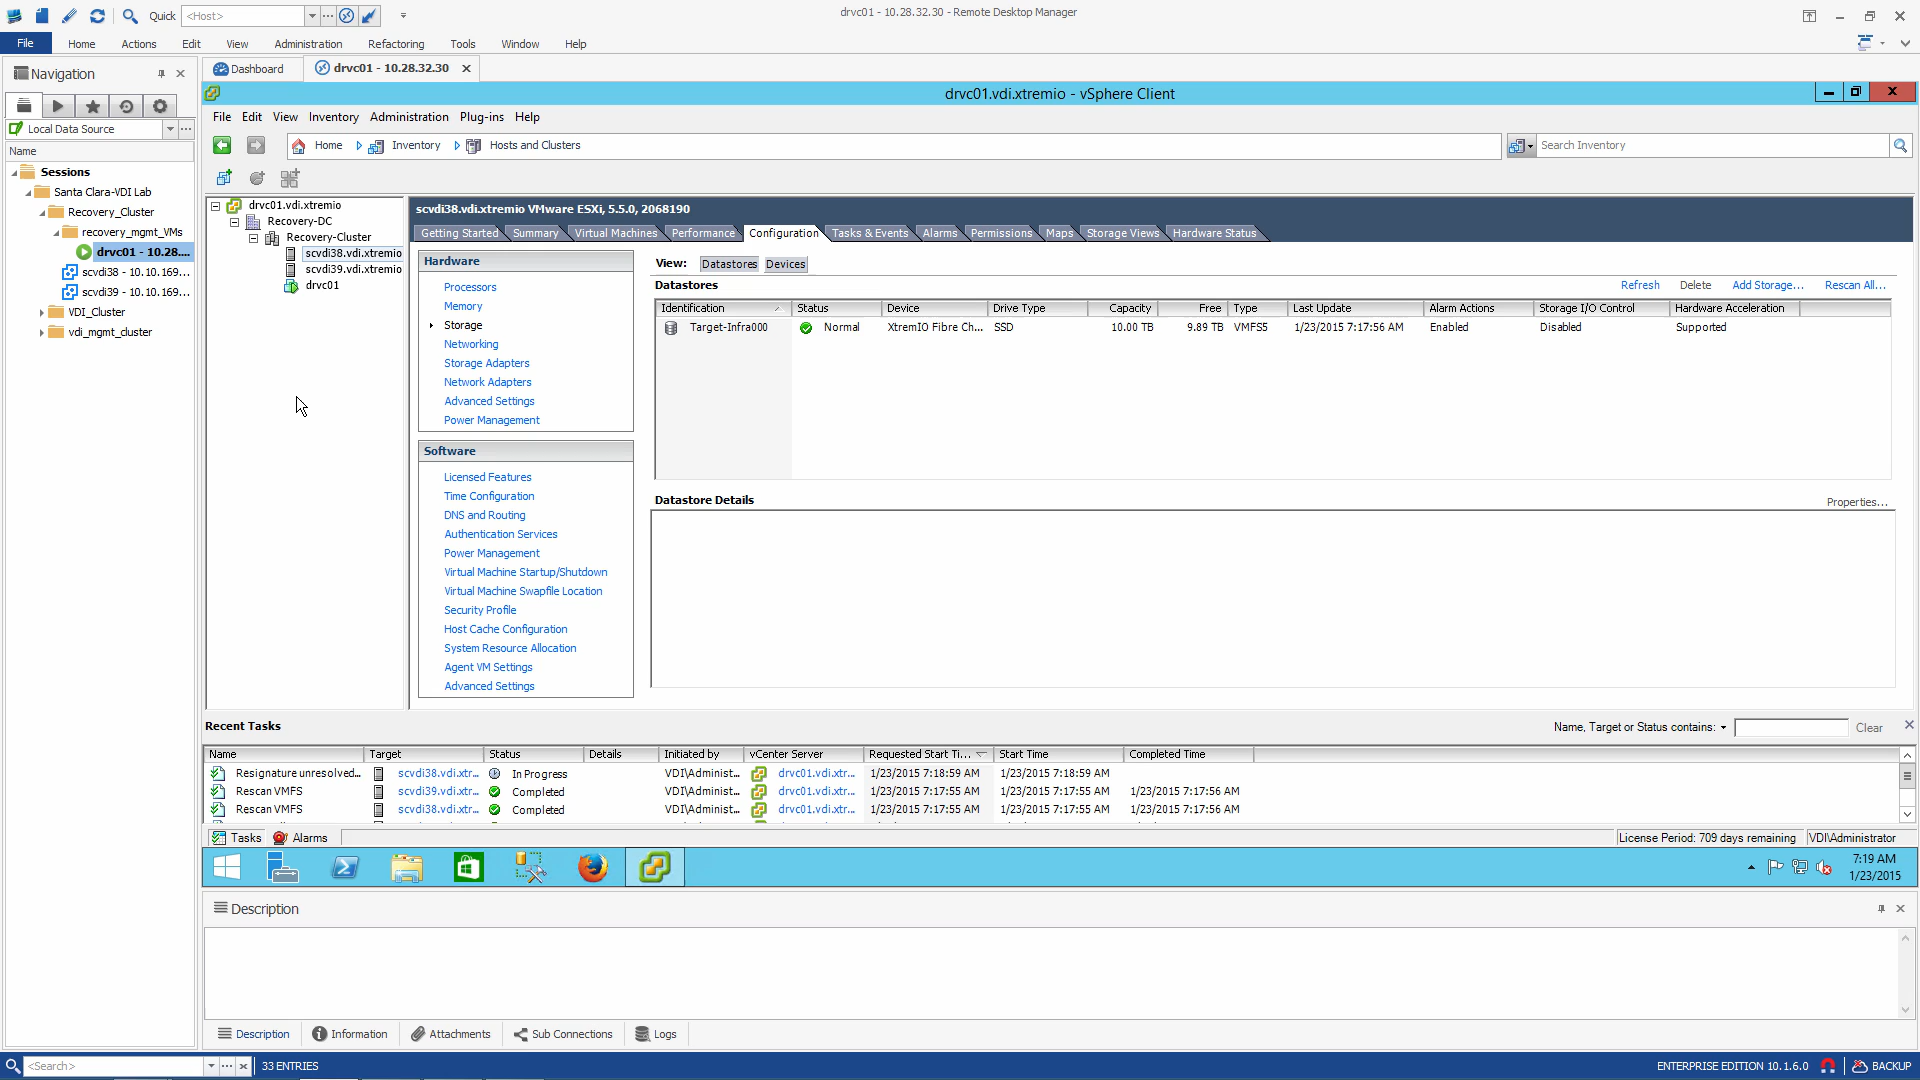 drvc01 - 10.28.32.30 - Remote Desktop Manager
Quick <Host>
File Home Actions Edit View Administration Refactoring Tools Window Help
Navigation
Dashboard drvc01 - 10.28.32.30
Local Data Source
Name
Sessions
Santa Clara-VDI Lab
Recovery_Cluster
recovery_mgmt_VMs
drvc01 - 10.28....
scvdi38 - 10.10.169...
scvdi39 - 10.10.169...
VDI_Cluster
vdi_mgmt_cluster
drvc01.vdi.xtremio - vSphere Client
File Edit View Inventory Administration Plug-ins Help
Home Inventory Hosts and Clusters
Search Inventory
drvc01.vdi.xtremio
Recovery-DC
Recovery-Cluster
scvdi38.vdi.xtremio
scvdi39.vdi.xtremio
drvc01
scvdi38.vdi.xtremio VMware ESXi, 5.5.0, 2068190
Getting Started Summary Virtual Machines Performance Configuration Tasks & Events Alarms Permissions Maps Storage Views Hardware Status
Hardware
Processors
Memory
Storage
Networking
Storage Adapters
Network Adapters
Advanced Settings
Power Management
Software
Licensed Features
Time Configuration
DNS and Routing
Authentication Services
Power Management
Virtual Machine Startup/Shutdown
Virtual Machine Swapfile Location
Security Profile
Host Cache Configuration
System Resource Allocation
Agent VM Settings
Advanced Settings
View: Datastores Devices
Datastores
Refresh Delete Add Storage... Rescan All...
Identification Status Device Drive Type Capacity Free Type Last Update Alarm Actions Storage I/O Control Hardware Acceleration
Target-Infra000 Normal XtremIO Fibre Ch... SSD 10.00 TB 9.89 TB VMFS5 1/23/2015 7:17:56 AM Enabled Disabled Supported
Datastore Details
Properties...
Recent Tasks
Name, Target or Status contains: Clear
Name Target Status Details Initiated by vCenter Server Requested Start Ti... Start Time Completed Time
Resignature unresolved... scvdi38.vdi.xtr... In Progress VDI\Administ... drvc01.vdi.xtr... 1/23/2015 7:18:59 AM 1/23/2015 7:18:59 AM
Rescan VMFS scvdi39.vdi.xtr... Completed VDI\Administ... drvc01.vdi.xtr... 1/23/2015 7:17:55 AM 1/23/2015 7:17:55 AM 1/23/2015 7:17:56 AM
Rescan VMFS scvdi38.vdi.xtr... Completed VDI\Administ... drvc01.vdi.xtr... 1/23/2015 7:17:55 AM 1/23/2015 7:17:55 AM 1/23/2015 7:17:56 AM
Tasks Alarms
License Period: 709 days remaining VDI\Administrator
7:19 AM
1/23/2015
Description
Description Information Attachments Sub Connections Logs
<Search> 33 ENTRIES
ENTERPRISE EDITION 10.1.6.0 BACKUP